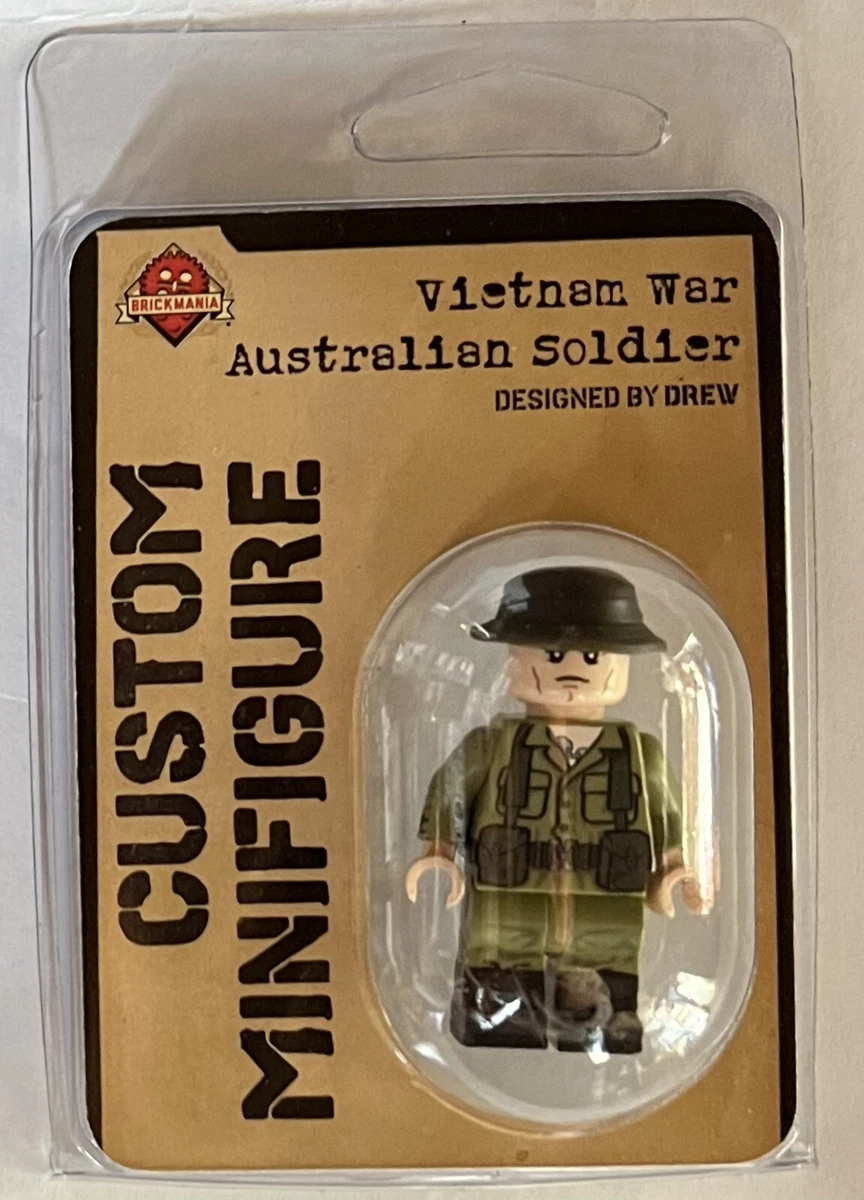 BRICKMANIA
Vietnam War
Australian Soldier
DESIGNED BY DREW
CUSTOM
MINIFIGURE